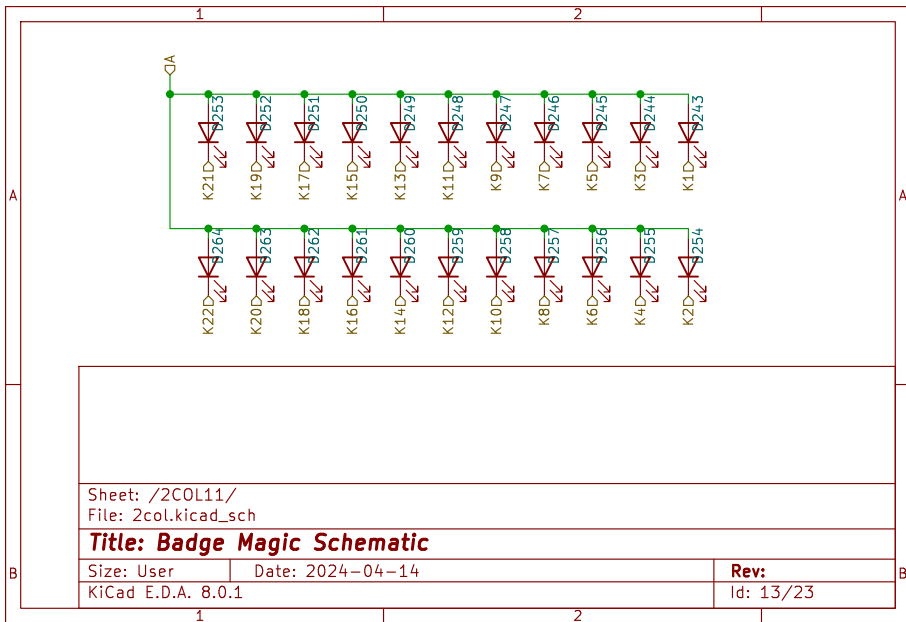 1 2
A
D253 D252 D251 D250 D249 D248 D247 D246 D245 D244 D243
K21 K19 K17 K15 K13 K11 K9 K7 K5 K3 K1
A A
D264 D263 D262 D261 D260 D259 D258 D257 D256 D255 D254
K22 K20 K18 K16 K14 K12 K10 K8 K6 K4 K2
Sheet: /2COL11/
File: 2col.kicad_sch
Title: Badge Magic Schematic
B Size: User Date: 2024-04-14 Rev: B
KiCad E.D.A. 8.0.1 Id: 13/23
1 2